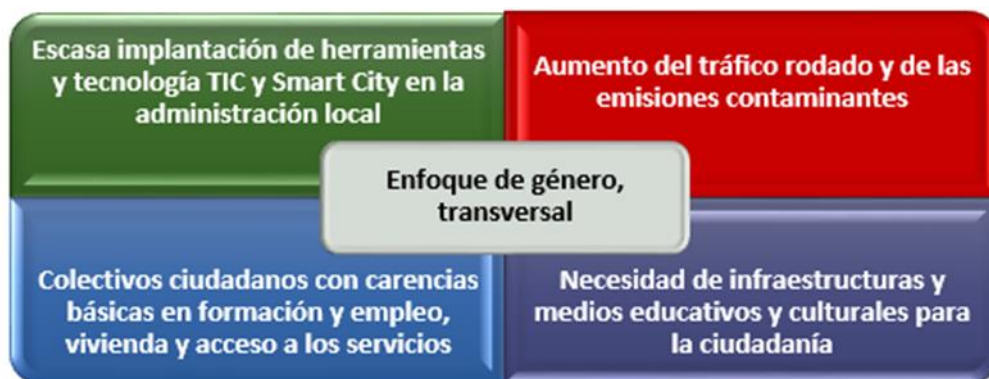 Escasa implantación de herramientas
y tecnología TIC y Smart City en la
administración local
Aumento del tráfico rodado y de las
emisiones contaminantes
Enfoque de género,
transversal
Colectivos ciudadanos con carencias
básicas en formación y empleo,
vivienda y acceso a los servicios
Necesidad de infraestructuras y
medios educativos y culturales para
la ciudadanía